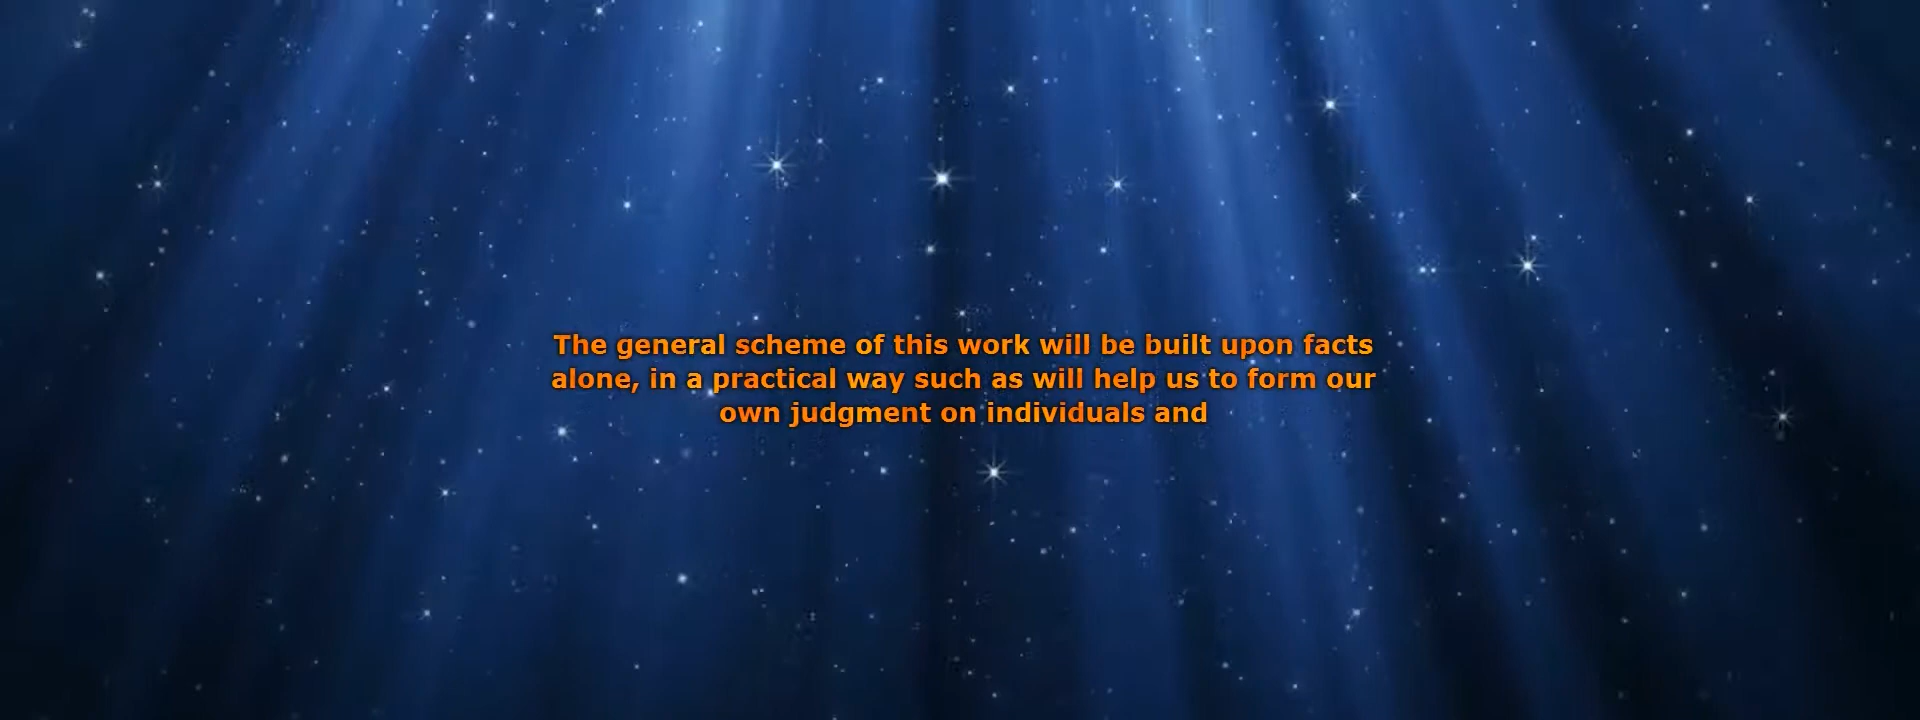 The general scheme of this work will be built upon facts
alone, in a practical way such as will help us to form our
own judgment on individuals and